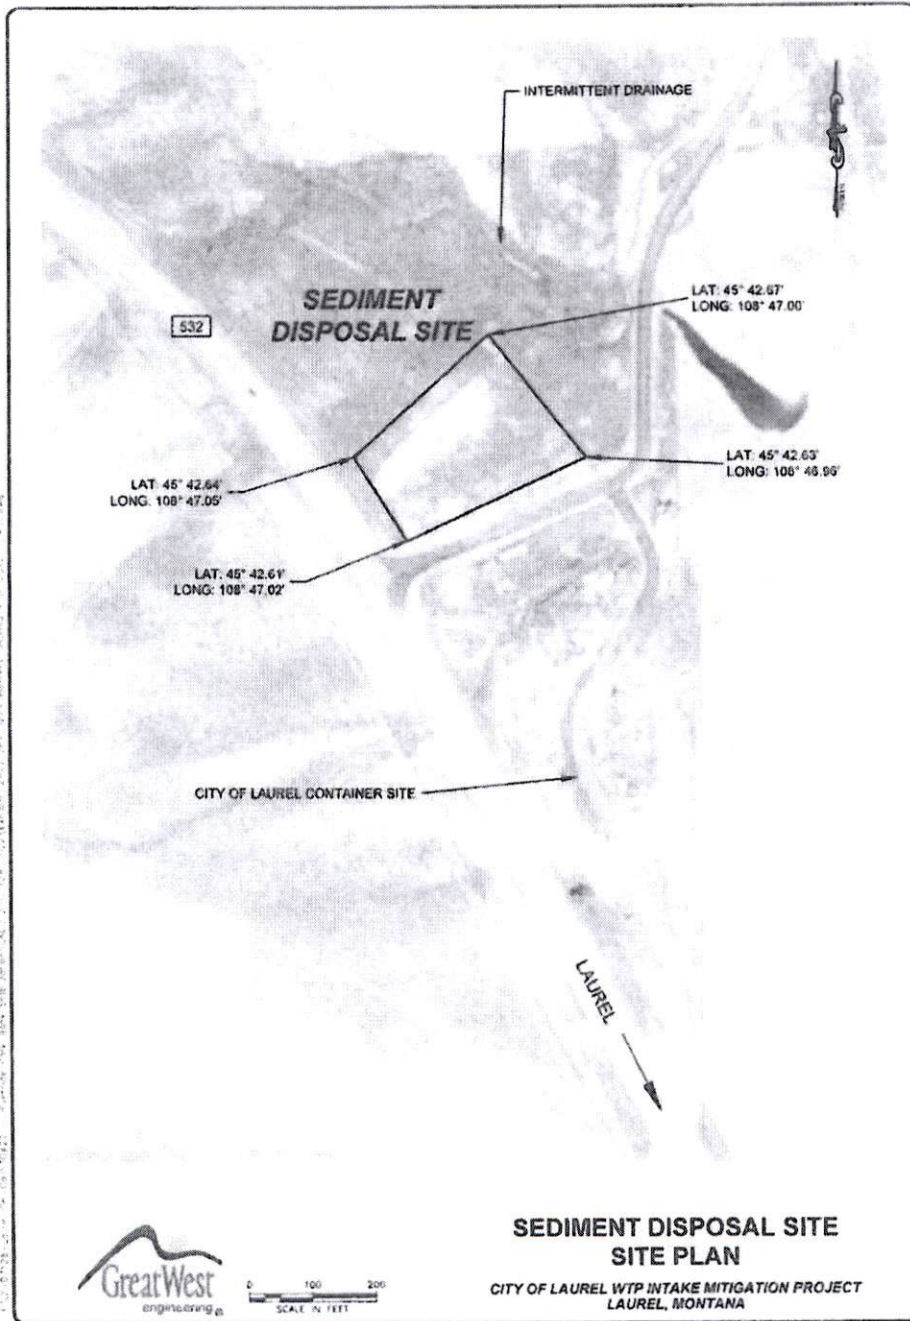 INTERMITTENT DRAINAGE
LAT: 45° 42.67'
LONG: 108° 47.00'
SEDIMENT
DISPOSAL SITE
532
LAT: 45° 42.63'
LONG: 108° 46.96'
LAT: 45° 42.64'
LONG: 108° 47.05'
LAT: 45° 42.61'
LONG: 108° 47.02'
CITY OF LAUREL CONTAINER SITE
LAUREL
GreatWest
engineering
0 100 200
SCALE IN FEET
SEDIMENT DISPOSAL SITE
SITE PLAN
CITY OF LAUREL WTP INTAKE MITIGATION PROJECT
LAUREL, MONTANA